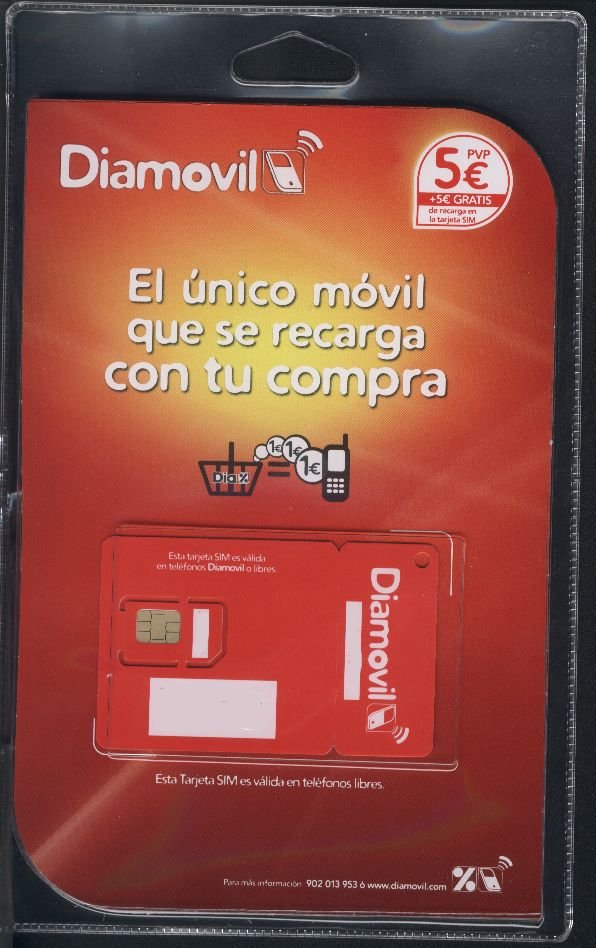 Diamovil
PVP
5€
+5€ GRATIS
de recarga en
la tarjeta SIM
El único móvil
que se recarga
con tu compra
1€ 1€ 1€
Dia%
=
Esta tarjeta SIM es válida
en teléfonos Diamovil o libres.
Diamovil
Esta Tarjeta SIM es válida en teléfonos libres.
Para más información 902 013 953 ó www.diamovil.com
%